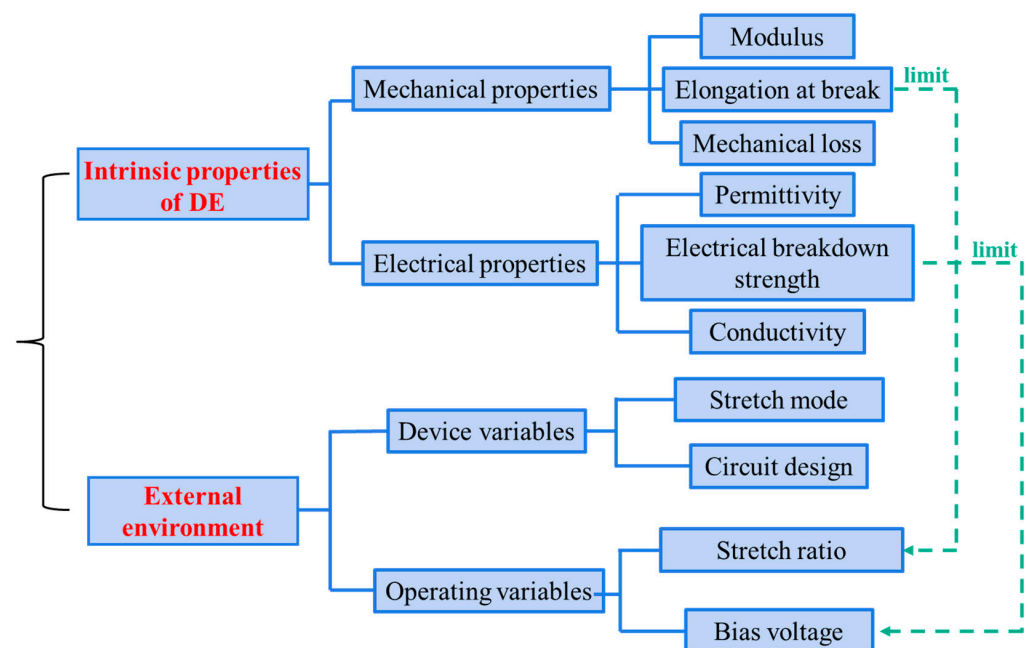 Modulus
limit
Mechanical properties
Elongation at break
Mechanical loss
Intrinsic properties
of DE
Permittivity
Electrical properties
Electrical breakdown
strength
limit
Conductivity
Device variables
Stretch mode
Circuit design
External
environment
Stretch ratio
Operating variables
Bias voltage